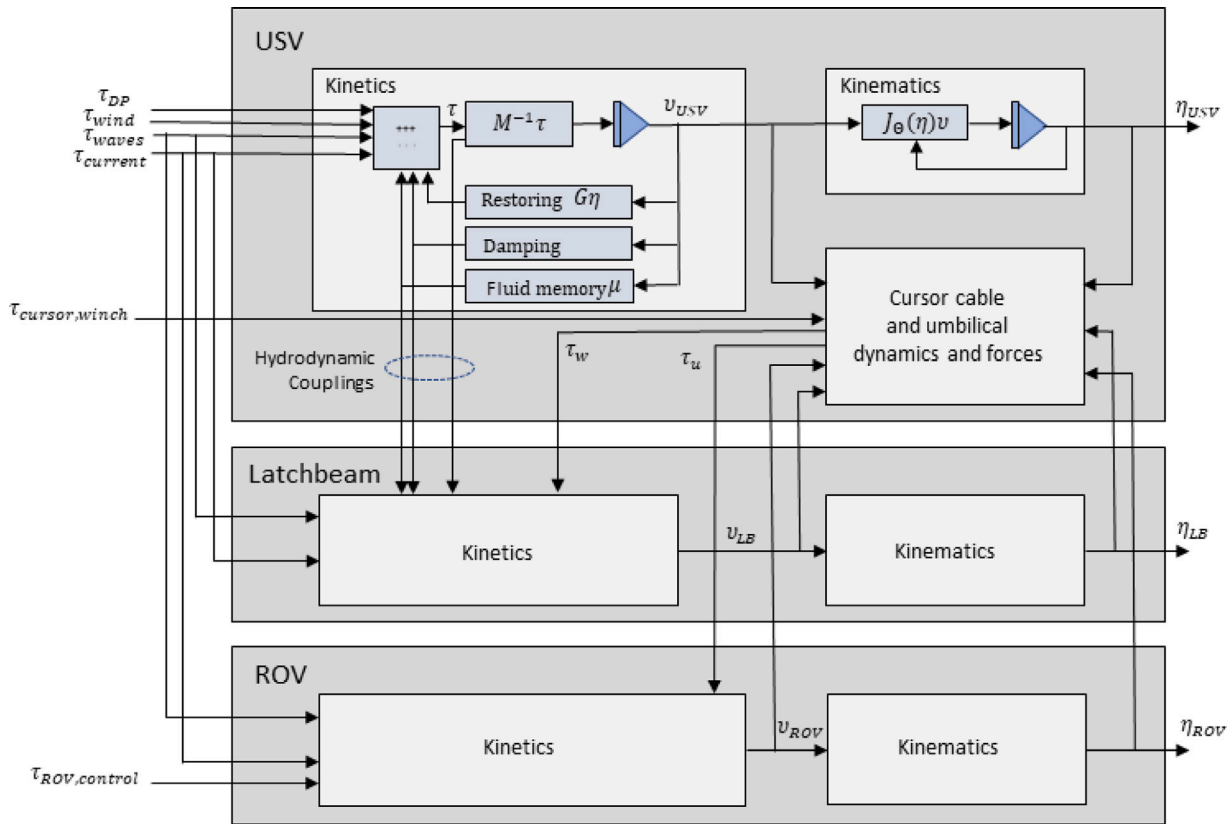 USV
Kinetics
Kinematics
τ_DP
τ_wind
τ_waves
τ_current
+++
...
τ
M⁻¹τ
υ_USV
J_Θ(η)υ
η_USV
Restoring Gη
Damping
Fluid memory μ
τ_cursor,winch
Cursor cable
and umbilical
dynamics and forces
τ_w
τ_u
Hydrodynamic
Couplings
Latchbeam
Kinetics
υ_LB
Kinematics
η_LB
ROV
Kinetics
υ_ROV
Kinematics
η_ROV
τ_ROV,control